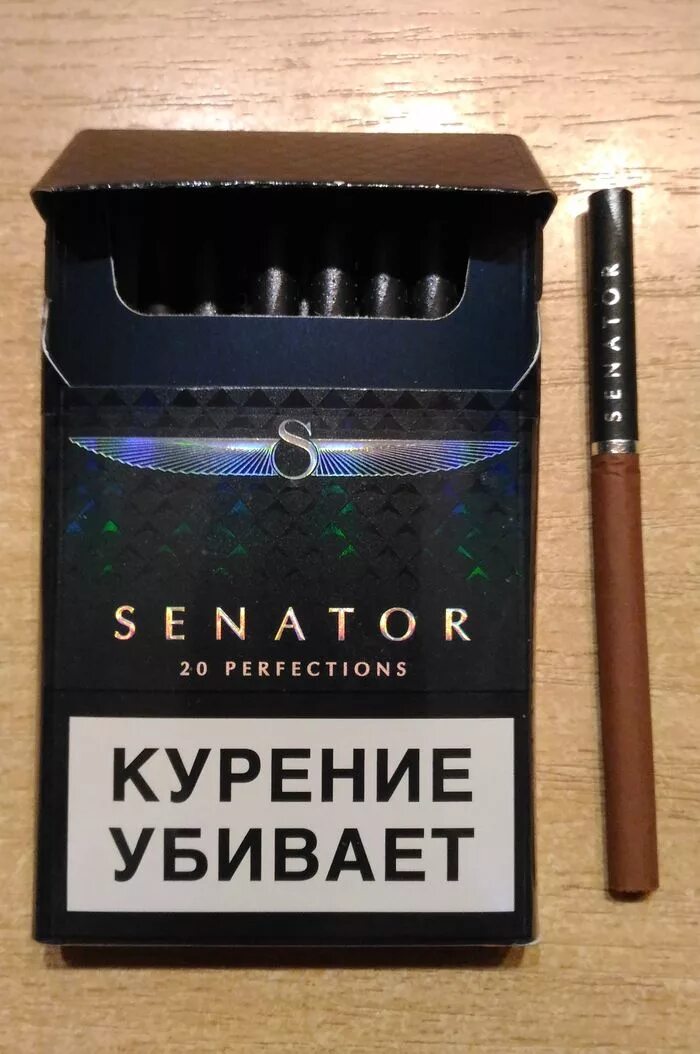 S
SENATOR
20 PERFECTIONS
КУРЕНИЕ
УБИВАЕТ
SENATOR